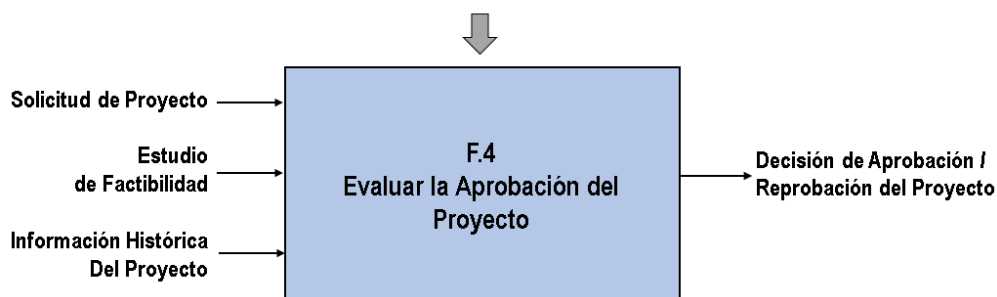 Solicitud de Proyecto
Estudio
de Factibilidad
Información Histórica
Del Proyecto
F.4
Evaluar la Aprobación del
Proyecto
Decisión de Aprobación /
Reprobación del Proyecto